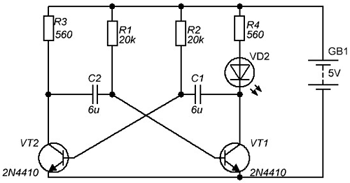 R3
560
R1
20k
R2
20k
R4
560
VD2
GB1
5V
C2
6u
C1
6u
VT2
2N4410
VT1
2N4410